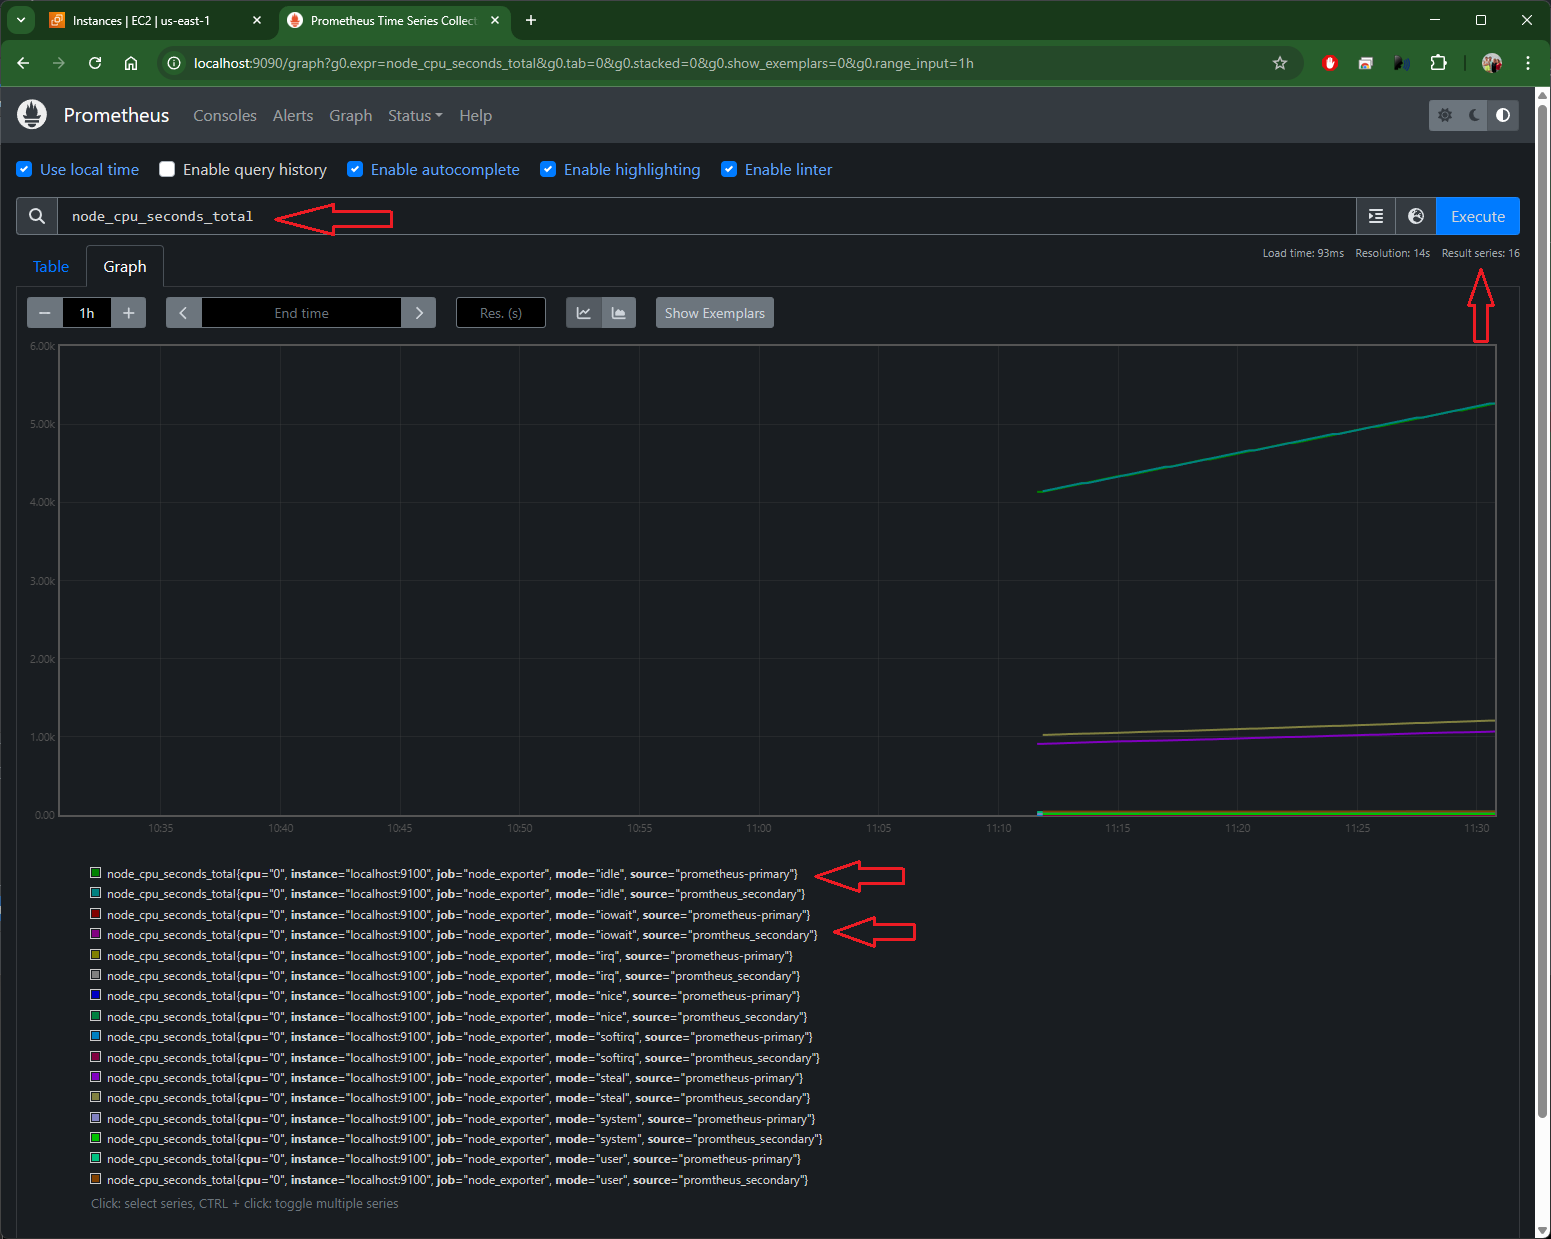 Instances | EC2 | us-east-1
Prometheus Time Series Collect
localhost:9090/graph?g0.expr=node_cpu_seconds_total&g0.tab=0&g0.stacked=0&g0.show_exemplars=0&g0.range_input=1h
Prometheus Consoles Alerts Graph Status Help
Use local time Enable query history Enable autocomplete Enable highlighting Enable linter
node_cpu_seconds_total Execute
Load time: 93ms Resolution: 14s Result series: 16
Table Graph
1h End time Res. (s) Show Exemplars
6.00k
5.00k
4.00k
3.00k
2.00k
1.00k
0.00
10:35 10:40 10:45 10:50 10:55 11:00 11:05 11:10 11:15 11:20 11:25 11:30
node_cpu_seconds_total{cpu="0", instance="localhost:9100", job="node_exporter", mode="idle", source="prometheus-primary"}
node_cpu_seconds_total{cpu="0", instance="localhost:9100", job="node_exporter", mode="idle", source="promtheus_secondary"}
node_cpu_seconds_total{cpu="0", instance="localhost:9100", job="node_exporter", mode="iowait", source="prometheus-primary"}
node_cpu_seconds_total{cpu="0", instance="localhost:9100", job="node_exporter", mode="iowait", source="promtheus_secondary"}
node_cpu_seconds_total{cpu="0", instance="localhost:9100", job="node_exporter", mode="irq", source="prometheus-primary"}
node_cpu_seconds_total{cpu="0", instance="localhost:9100", job="node_exporter", mode="irq", source="promtheus_secondary"}
node_cpu_seconds_total{cpu="0", instance="localhost:9100", job="node_exporter", mode="nice", source="prometheus-primary"}
node_cpu_seconds_total{cpu="0", instance="localhost:9100", job="node_exporter", mode="nice", source="promtheus_secondary"}
node_cpu_seconds_total{cpu="0", instance="localhost:9100", job="node_exporter", mode="softirq", source="prometheus-primary"}
node_cpu_seconds_total{cpu="0", instance="localhost:9100", job="node_exporter", mode="softirq", source="promtheus_secondary"}
node_cpu_seconds_total{cpu="0", instance="localhost:9100", job="node_exporter", mode="steal", source="prometheus-primary"}
node_cpu_seconds_total{cpu="0", instance="localhost:9100", job="node_exporter", mode="steal", source="promtheus_secondary"}
node_cpu_seconds_total{cpu="0", instance="localhost:9100", job="node_exporter", mode="system", source="prometheus-primary"}
node_cpu_seconds_total{cpu="0", instance="localhost:9100", job="node_exporter", mode="system", source="promtheus_secondary"}
node_cpu_seconds_total{cpu="0", instance="localhost:9100", job="node_exporter", mode="user", source="prometheus-primary"}
node_cpu_seconds_total{cpu="0", instance="localhost:9100", job="node_exporter", mode="user", source="promtheus_secondary"}
Click: select series, CTRL + click: toggle multiple series